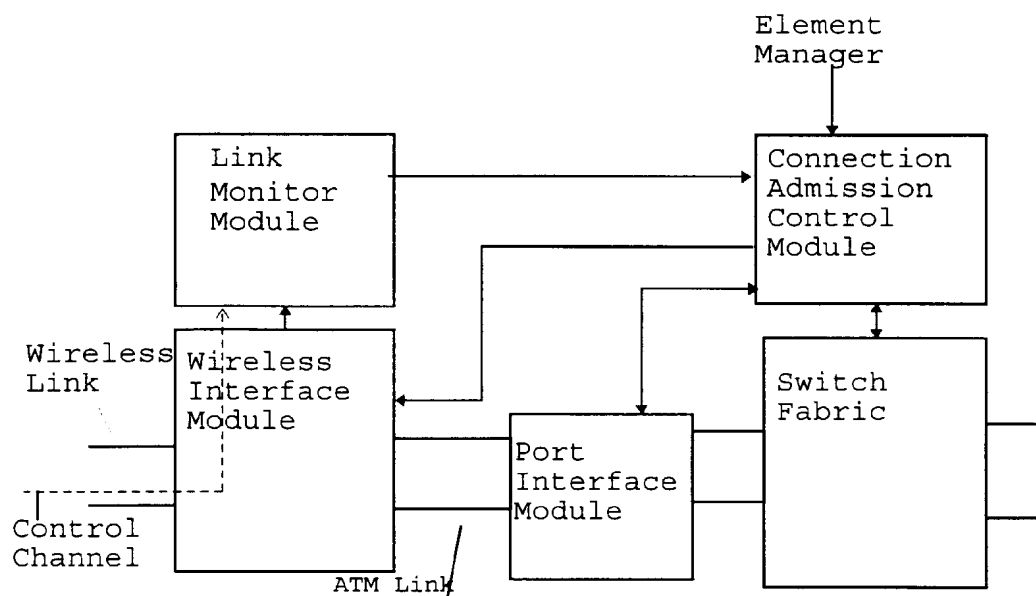 Element
Manager
Link
Monitor
Module
Connection
Admission
Control
Module
Wireless
Link
Wireless
Interface
Module
Switch
Fabric
Port
Interface
Module
Control
Channel
ATM Link